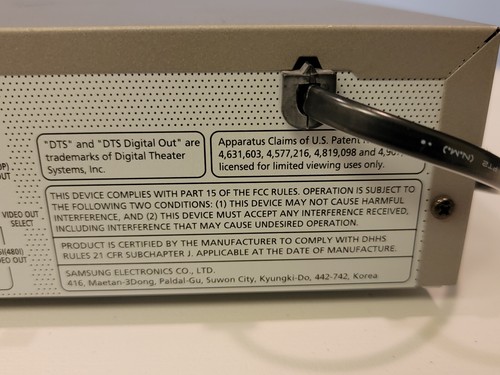 "DTS" and "DTS Digital Out" are
trademarks of Digital Theater
Systems, Inc.
Apparatus Claims of U.S. Patent
4,631,603, 4,577,216, 4,819,098 and
licensed for limited viewing uses only.
OUT
VIDEO OUT
SELECT
OUT
THIS DEVICE COMPLIES WITH PART 15 OF THE FCC RULES. OPERATION IS SUBJECT TO
THE FOLLOWING TWO CONDITIONS: (1) THIS DEVICE MAY NOT CAUSE HARMFUL
INTERFERENCE, AND (2) THIS DEVICE MUST ACCEPT ANY INTERFERENCE RECEIVED,
INCLUDING INTERFERENCE THAT MAY CAUSE UNDESIRED OPERATION.
PRODUCT IS CERTIFIED BY THE MANUFACTURER TO COMPLY WITH DHHS
RULES 21 CFR SUBCHAPTER J. APPLICABLE AT THE DATE OF MANUFACTURE.
SAMSUNG ELECTRONICS CO., LTD.
416, Maetan-3Dong, Paldal-Gu, Suwon City, Kyungki-Do, 442-742, Korea